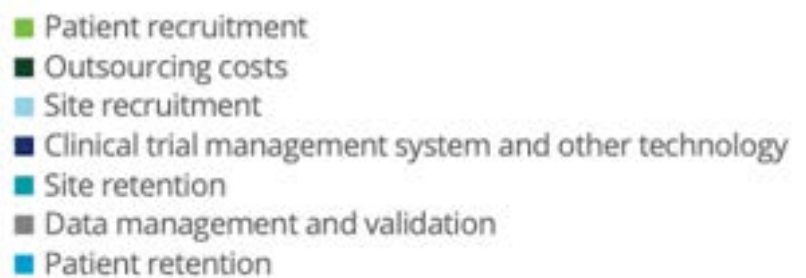 Patient recruitment
Outsourcing costs
Site recruitment
Clinical trial management system and other technology
Site retention
Data management and validation
Patient retention